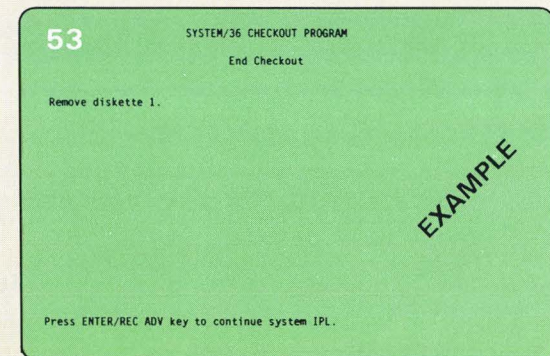 53
SYSTEM/36 CHECKOUT PROGRAM
End Checkout
Remove diskette 1.
EXAMPLE
Press ENTER/REC ADV key to continue system IPL.